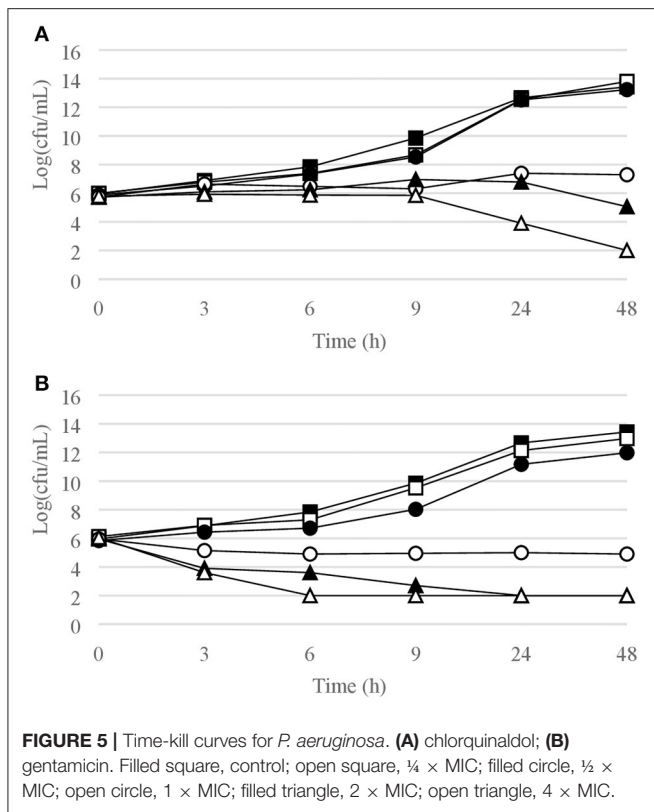 A
16
14
12
10
8
6
4
2
0
Log(cfu/mL)
0 3 6 9 24 48
Time (h)
B
16
14
12
10
8
6
4
2
0
Log(cfu/mL)
0 3 6 9 24 48
Time (h)
FIGURE 5 | Time-kill curves for P. aeruginosa. (A) chlorquinaldol; (B)
gentamicin. Filled square, control; open square, ¼ × MIC; filled circle, ½ ×
MIC; open circle, 1 × MIC; filled triangle, 2 × MIC; open triangle, 4 × MIC.